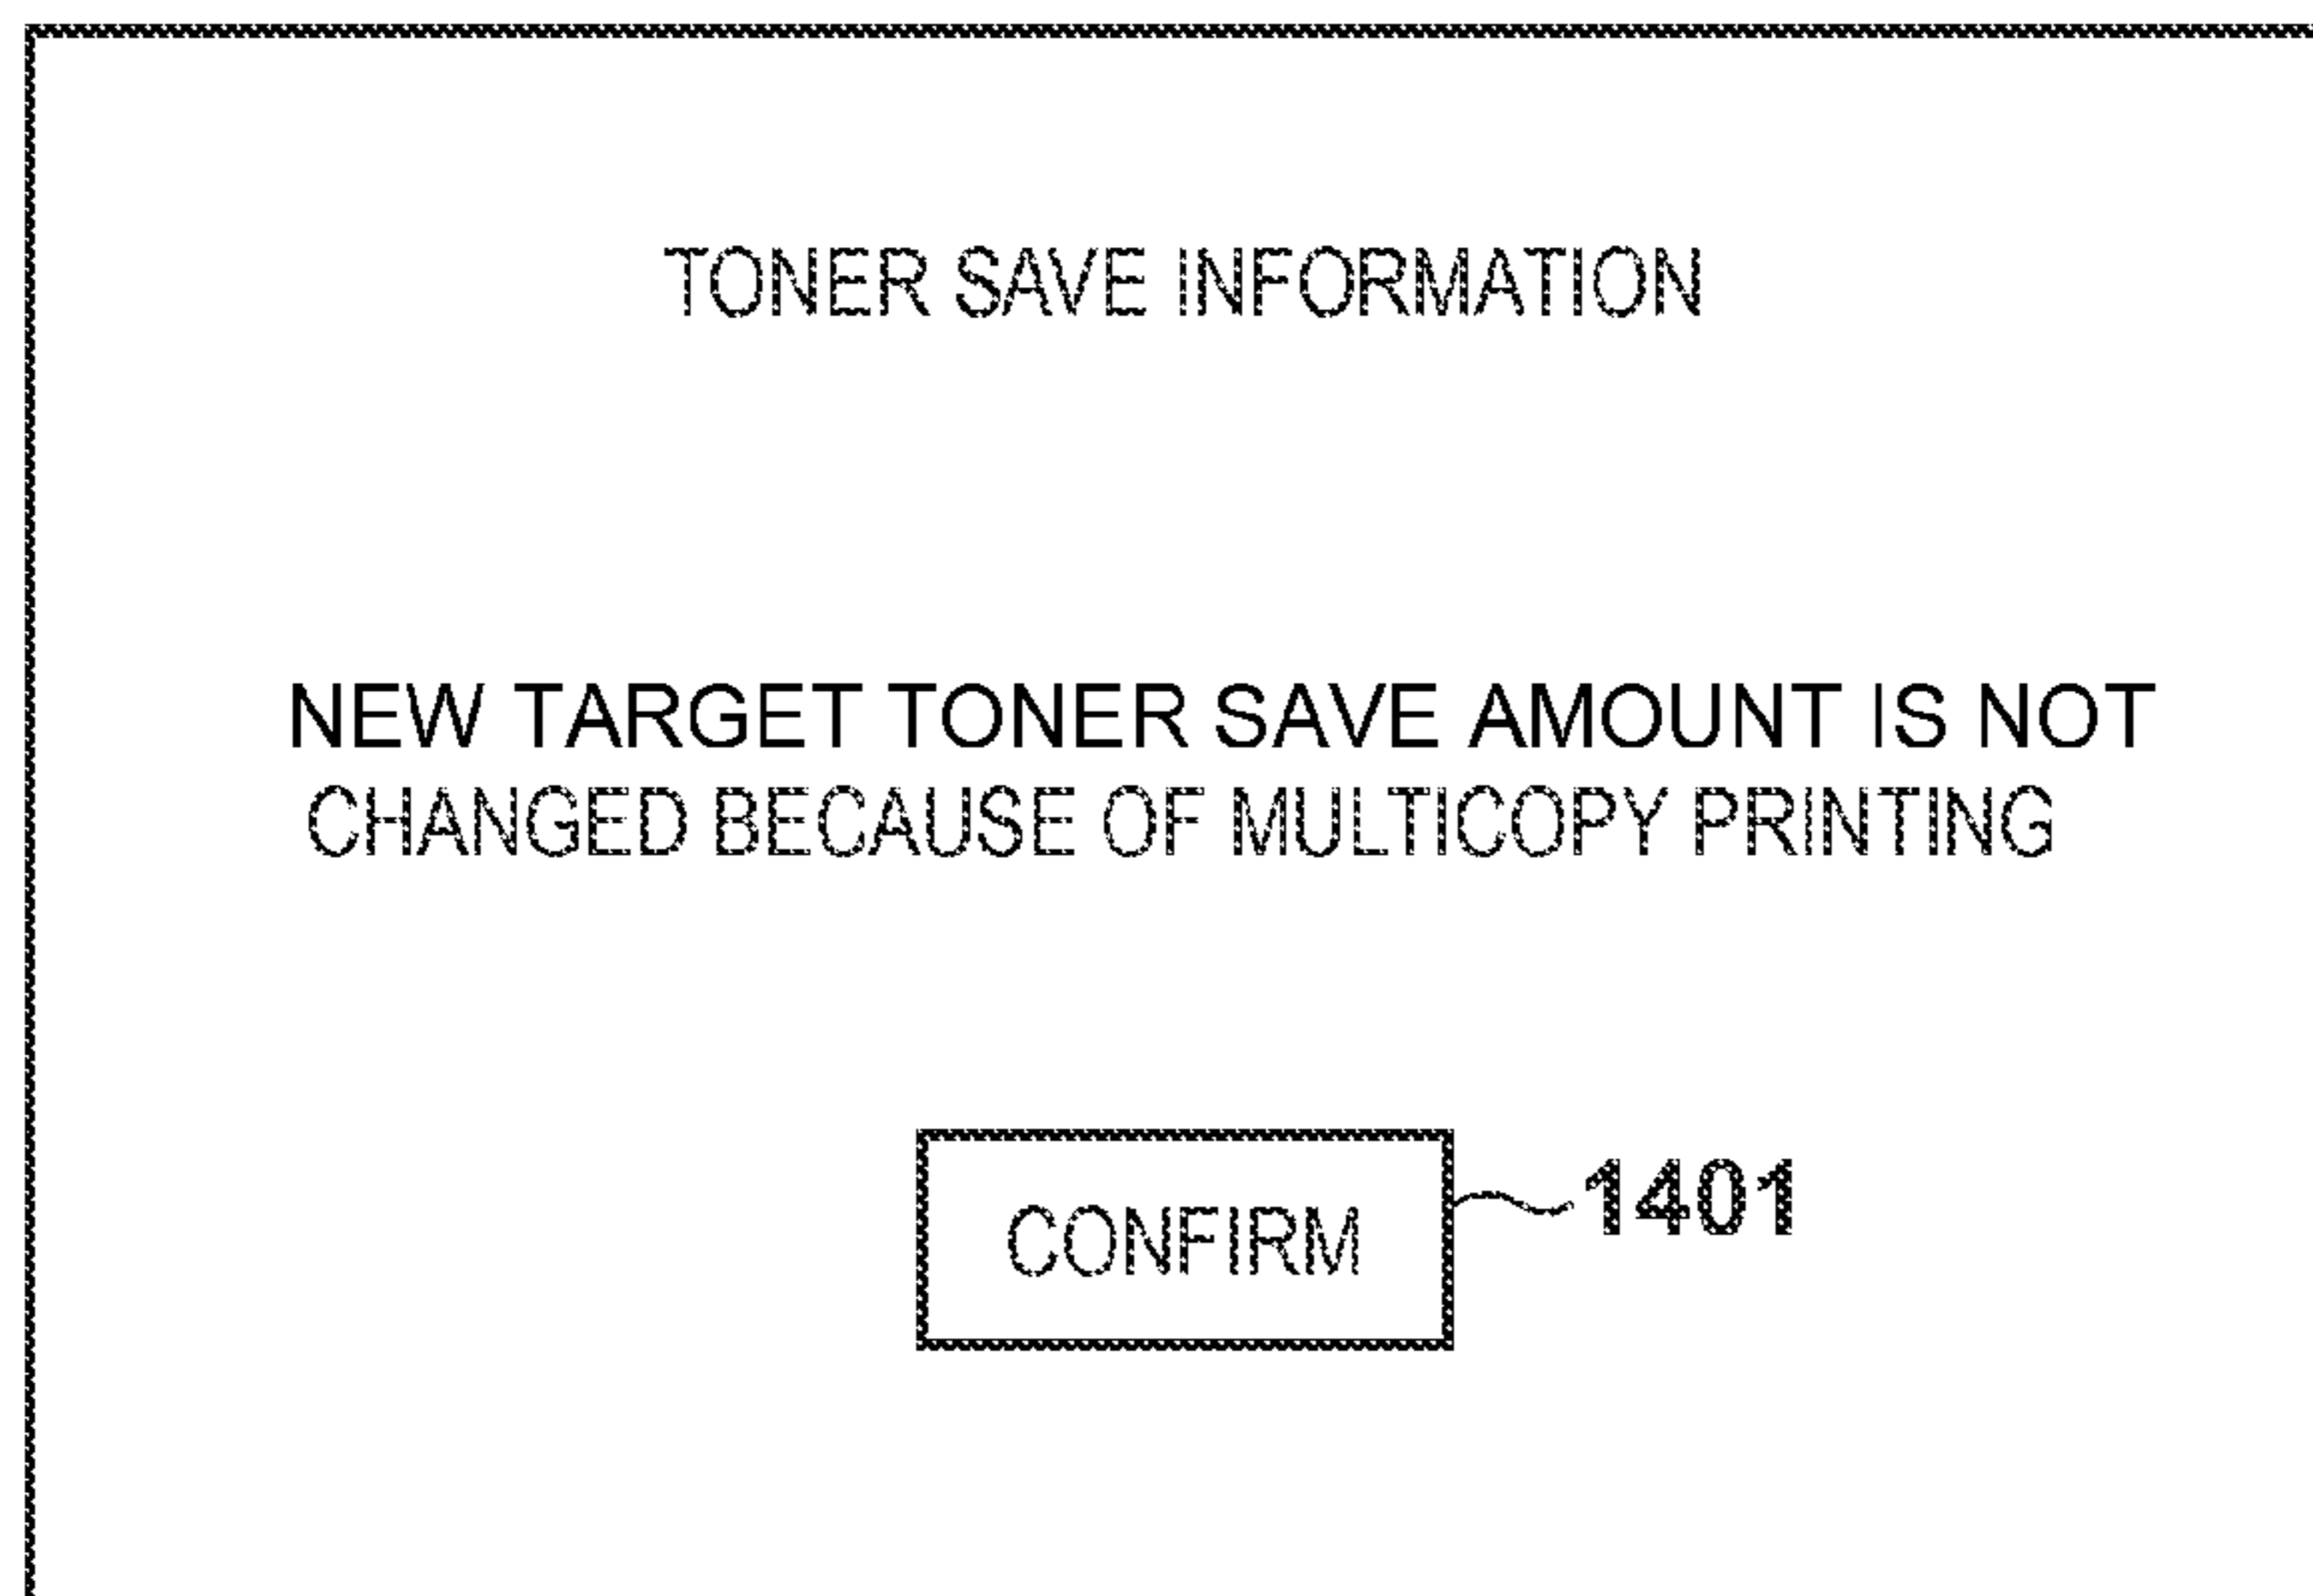 TONER SAVE INFORMATION
NEW TARGET TONER SAVE AMOUNT IS NOT
CHANGED BECAUSE OF MULTICOPY PRINTING
CONFIRM
1401